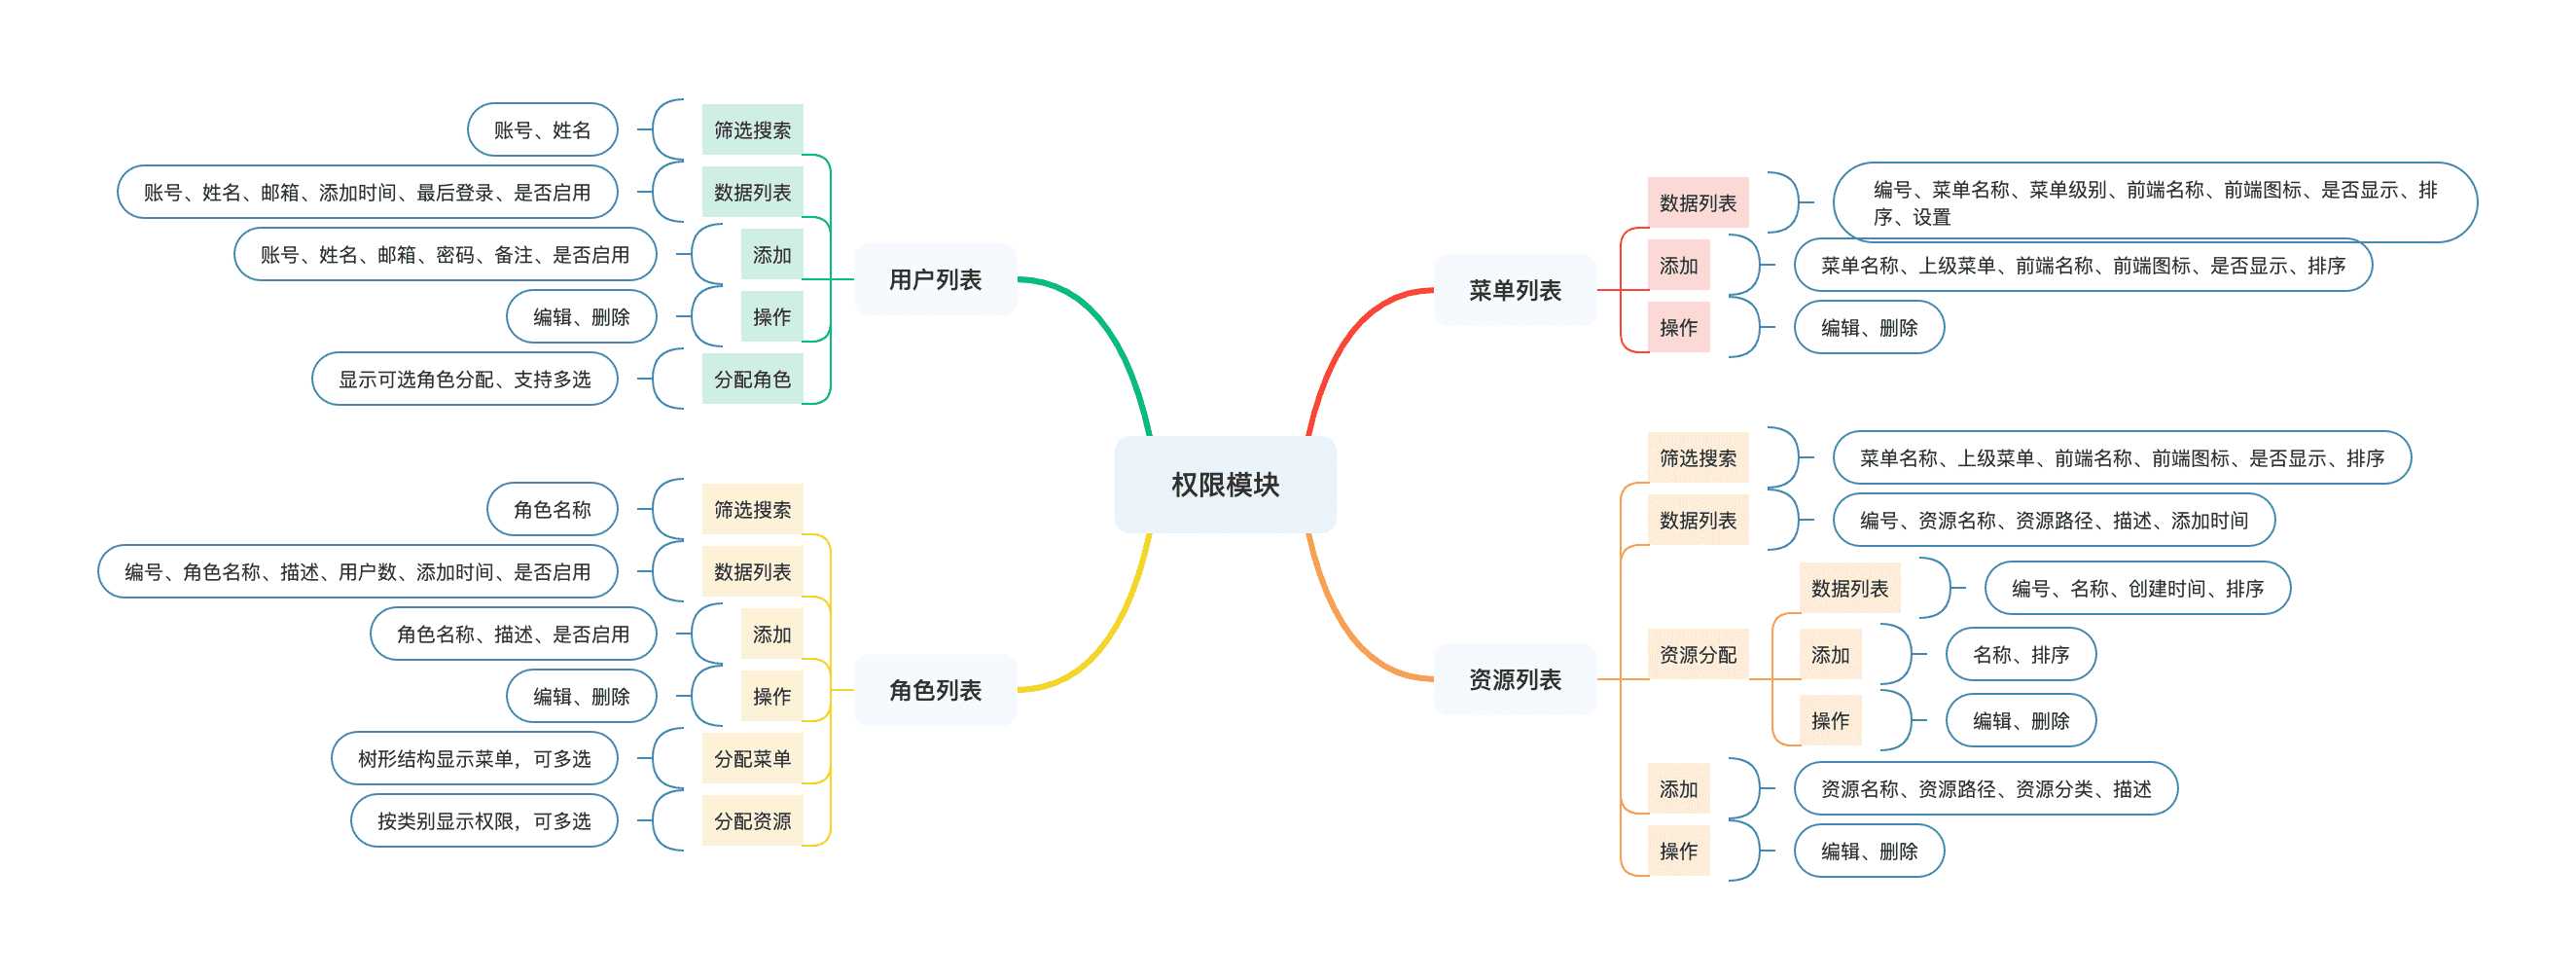 权限模块
用户列表
筛选搜索
账号、姓名
数据列表
账号、姓名、邮箱、添加时间、最后登录、是否启用
添加
账号、姓名、邮箱、密码、备注、是否启用
操作
编辑、删除
分配角色
显示可选角色分配、支持多选
角色列表
筛选搜索
角色名称
数据列表
编号、角色名称、描述、用户数、添加时间、是否启用
添加
角色名称、描述、是否启用
操作
编辑、删除
分配菜单
树形结构显示菜单，可多选
分配资源
按类别显示权限，可多选
菜单列表
数据列表
编号、菜单名称、菜单级别、前端名称、前端图标、是否显示、排
序、设置
添加
菜单名称、上级菜单、前端名称、前端图标、是否显示、排序
操作
编辑、删除
资源列表
筛选搜索
菜单名称、上级菜单、前端名称、前端图标、是否显示、排序
数据列表
编号、资源名称、资源路径、描述、添加时间
资源分配
数据列表
编号、名称、创建时间、排序
添加
名称、排序
操作
编辑、删除
添加
资源名称、资源路径、资源分类、描述
操作
编辑、删除